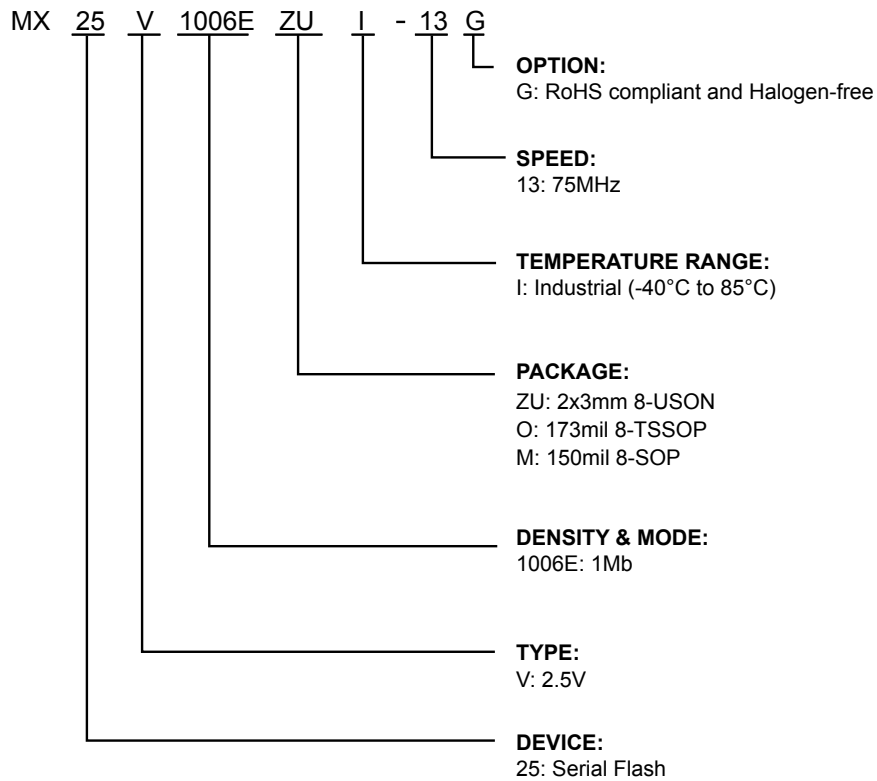 MX 25 V 1006E ZU I - 13 G
OPTION:
G: RoHS compliant and Halogen-free
SPEED:
13: 75MHz
TEMPERATURE RANGE:
I: Industrial (-40°C to 85°C)
PACKAGE:
ZU: 2x3mm 8-USON
O: 173mil 8-TSSOP
M: 150mil 8-SOP
DENSITY & MODE:
1006E: 1Mb
TYPE:
V: 2.5V
DEVICE:
25: Serial Flash